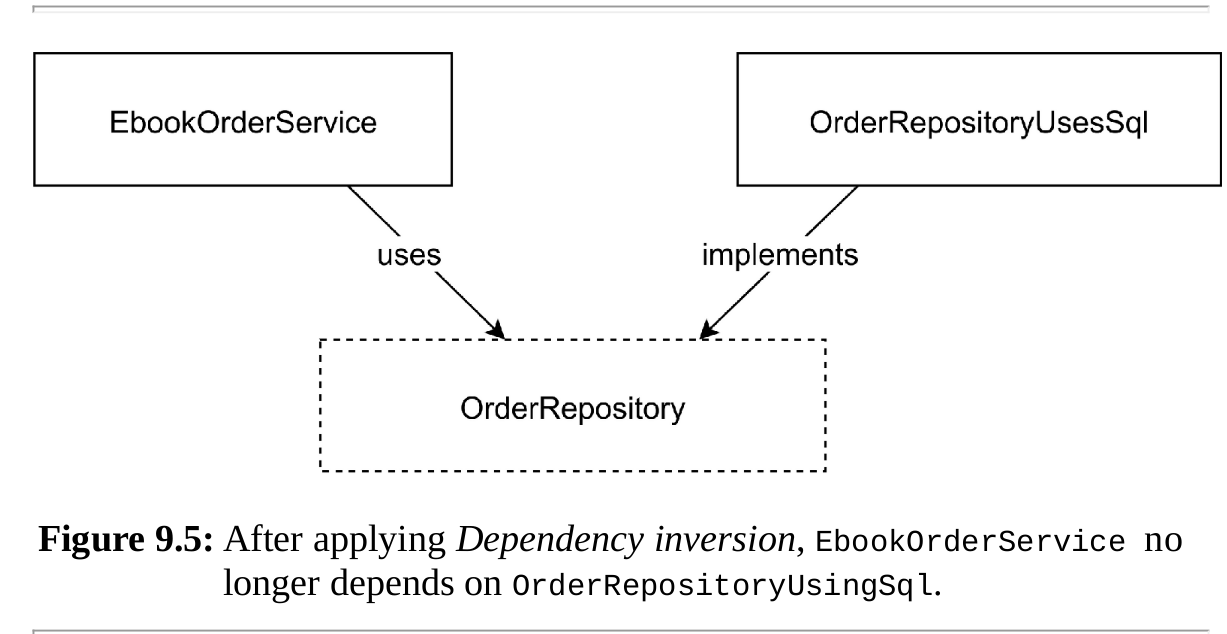 EbookOrderService
OrderRepositoryUsesSql
uses
implements
OrderRepository
Figure 9.5: After applying Dependency inversion, EbookOrderService no
longer depends on OrderRepositoryUsingSql.